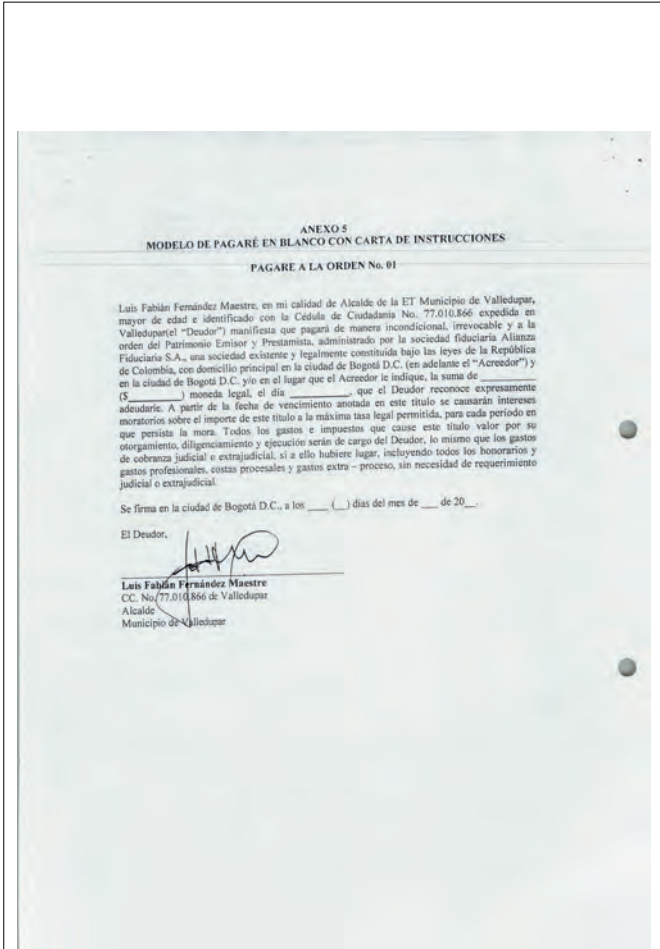 ANEXO 5
MODELO DE PAGARÉ EN BLANCO CON CARTA DE INSTRUCCIONES
PAGARE A LA ORDEN No. 01
Luis Fabián Fernández Maestre, en mi calidad de Alcalde de la ET Municipio de Valledupar,
mayor de edad e identificado con la Cédula de Ciudadanía No. 77.010.866 expedida en
Valledupar(el "Deudor") manifiesta que pagará de manera incondicional, irrevocable y a la
orden del Patrimonio Emisor y Prestamista, administrado por la sociedad fiduciaria Alianza
Fiduciaria S.A., una sociedad existente y legalmente constituida bajo las leyes de la República
de Colombia, con domicilio principal en la ciudad de Bogotá D.C. (en adelante el "Acreedor") y
en la ciudad de Bogotá D.C. y/o en el lugar que el Acreedor le indique, la suma de ________
($_________) moneda legal, el día __________, que el Deudor reconoce expresamente
adeudarle. A partir de la fecha de vencimiento anotada en este título se causarán intereses
moratorios sobre el importe de este título a la máxima tasa legal permitida, para cada período en
que persista la mora. Todos los gastos e impuestos que cause este título valor por su
otorgamiento, diligenciamiento y ejecución serán de cargo del Deudor, lo mismo que los gastos
de cobranza judicial o extrajudicial, si a ello hubiere lugar, incluyendo todos los honorarios y
gastos profesionales, costas procesales y gastos extra – proceso, sin necesidad de requerimiento
judicial o extrajudicial.
Se firma en la ciudad de Bogotá D.C., a los ____ (__) días del mes de ___ de 20__.
El Deudor,
Luis Fabián Fernández Maestre
CC. No. 77.010.866 de Valledupar
Alcalde
Municipio de Valledupar